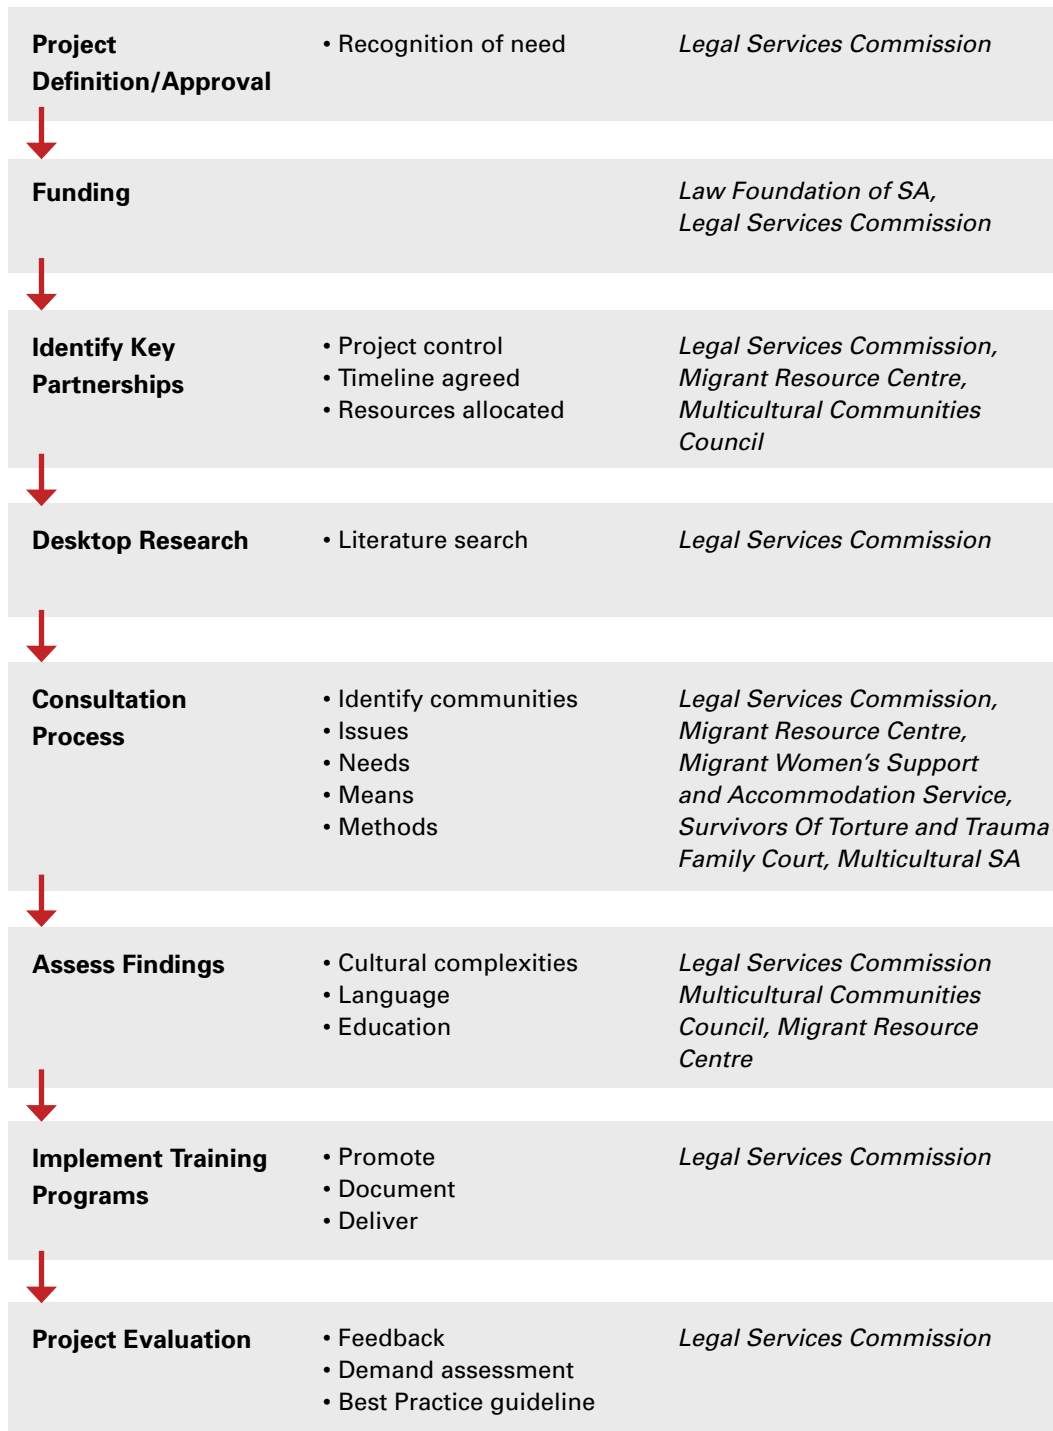 Project
Definition/Approval
• Recognition of need
Legal Services Commission
Funding
Law Foundation of SA,
Legal Services Commission
Identify Key
Partnerships
• Project control
• Timeline agreed
• Resources allocated
Legal Services Commission,
Migrant Resource Centre,
Multicultural Communities
Council
Desktop Research
• Literature search
Legal Services Commission
Consultation
Process
• Identify communities
• Issues
• Needs
• Means
• Methods
Legal Services Commission,
Migrant Resource Centre,
Migrant Women's Support
and Accommodation Service,
Survivors Of Torture and Trauma
Family Court, Multicultural SA
Assess Findings
• Cultural complexities
• Language
• Education
Legal Services Commission
Multicultural Communities
Council, Migrant Resource
Centre
Implement Training
Programs
• Promote
• Document
• Deliver
Legal Services Commission
Project Evaluation
• Feedback
• Demand assessment
• Best Practice guideline
Legal Services Commission